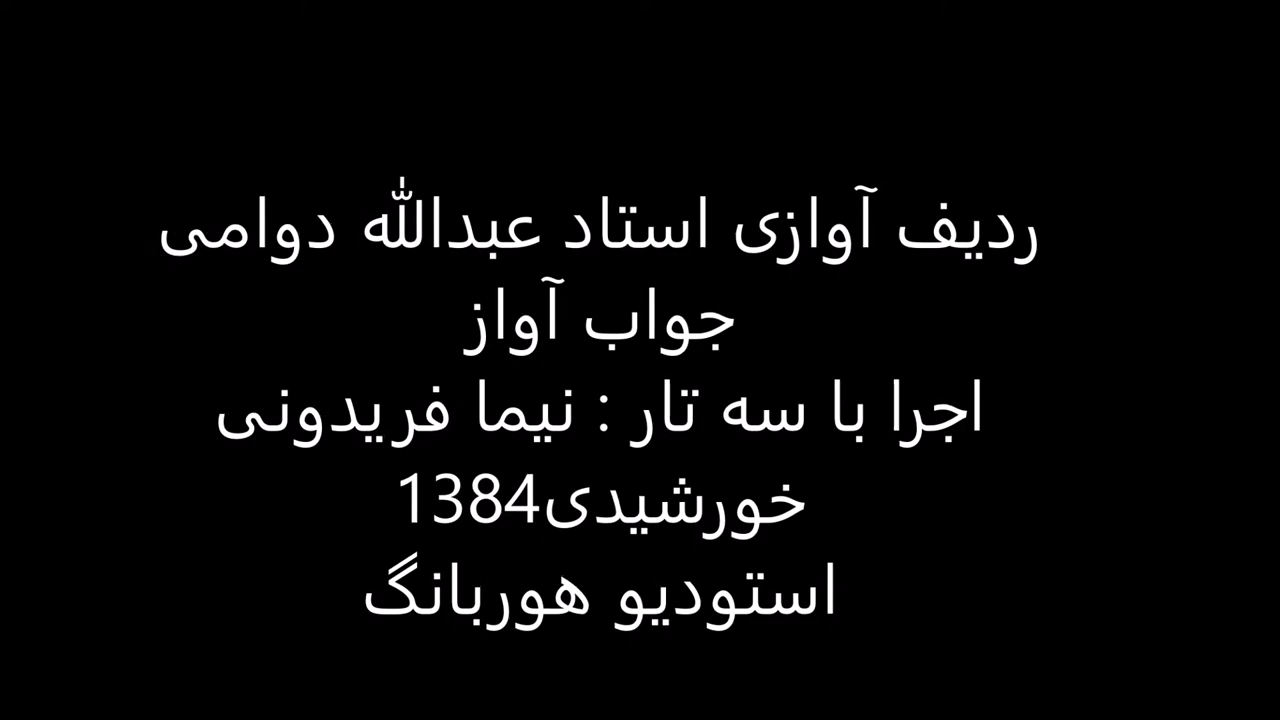 ردیف آوازی استاد عبدالله دوامی
جواب آواز
اجرا با سه تار : نیما فریدونی
خورشیدی1384
استودیو هوربانگ